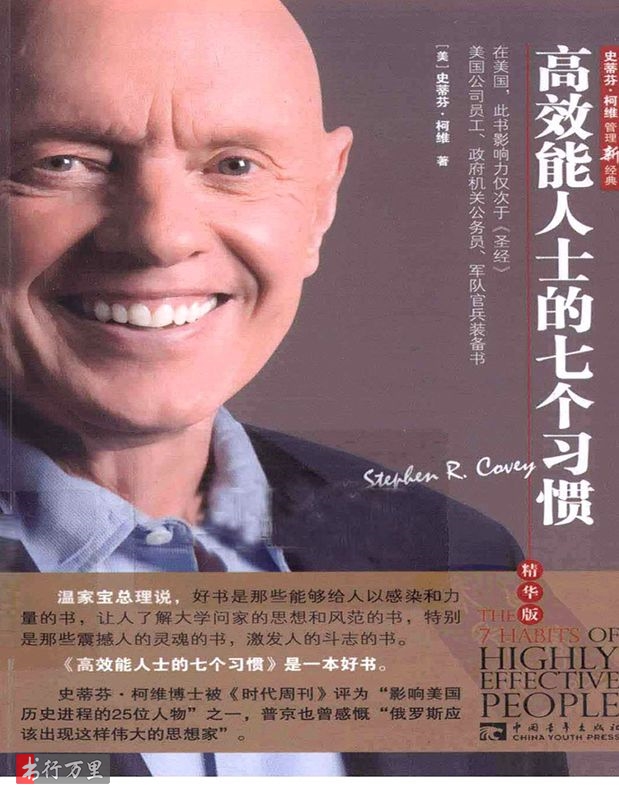 史蒂芬·柯维管理新经典
高效能人士的七个习惯
在美国，此书影响力仅次于《圣经》
美国公司员工、政府机关公务员、军队官兵装备书
[美] 史蒂芬·柯维 著
Stephen R. Covey
精华版
温家宝总理说，好书是那些能够给人以感染和力
量的书，让人了解大学问家的思想和风范的书，特别
是那些震撼人的灵魂的书，激发人的斗志的书。
《高效能人士的七个习惯》是一本好书。
史蒂芬·柯维博士被《时代周刊》评为“影响美国
历史进程的25位人物”之一，普京也曾感慨“俄罗斯应
该出现这样伟大的思想家”。
THE
7 HABITS OF
HIGHLY
EFFECTIVE
PEOPLE
中国青年出版社
CHINA YOUTH PRESS
书行万里